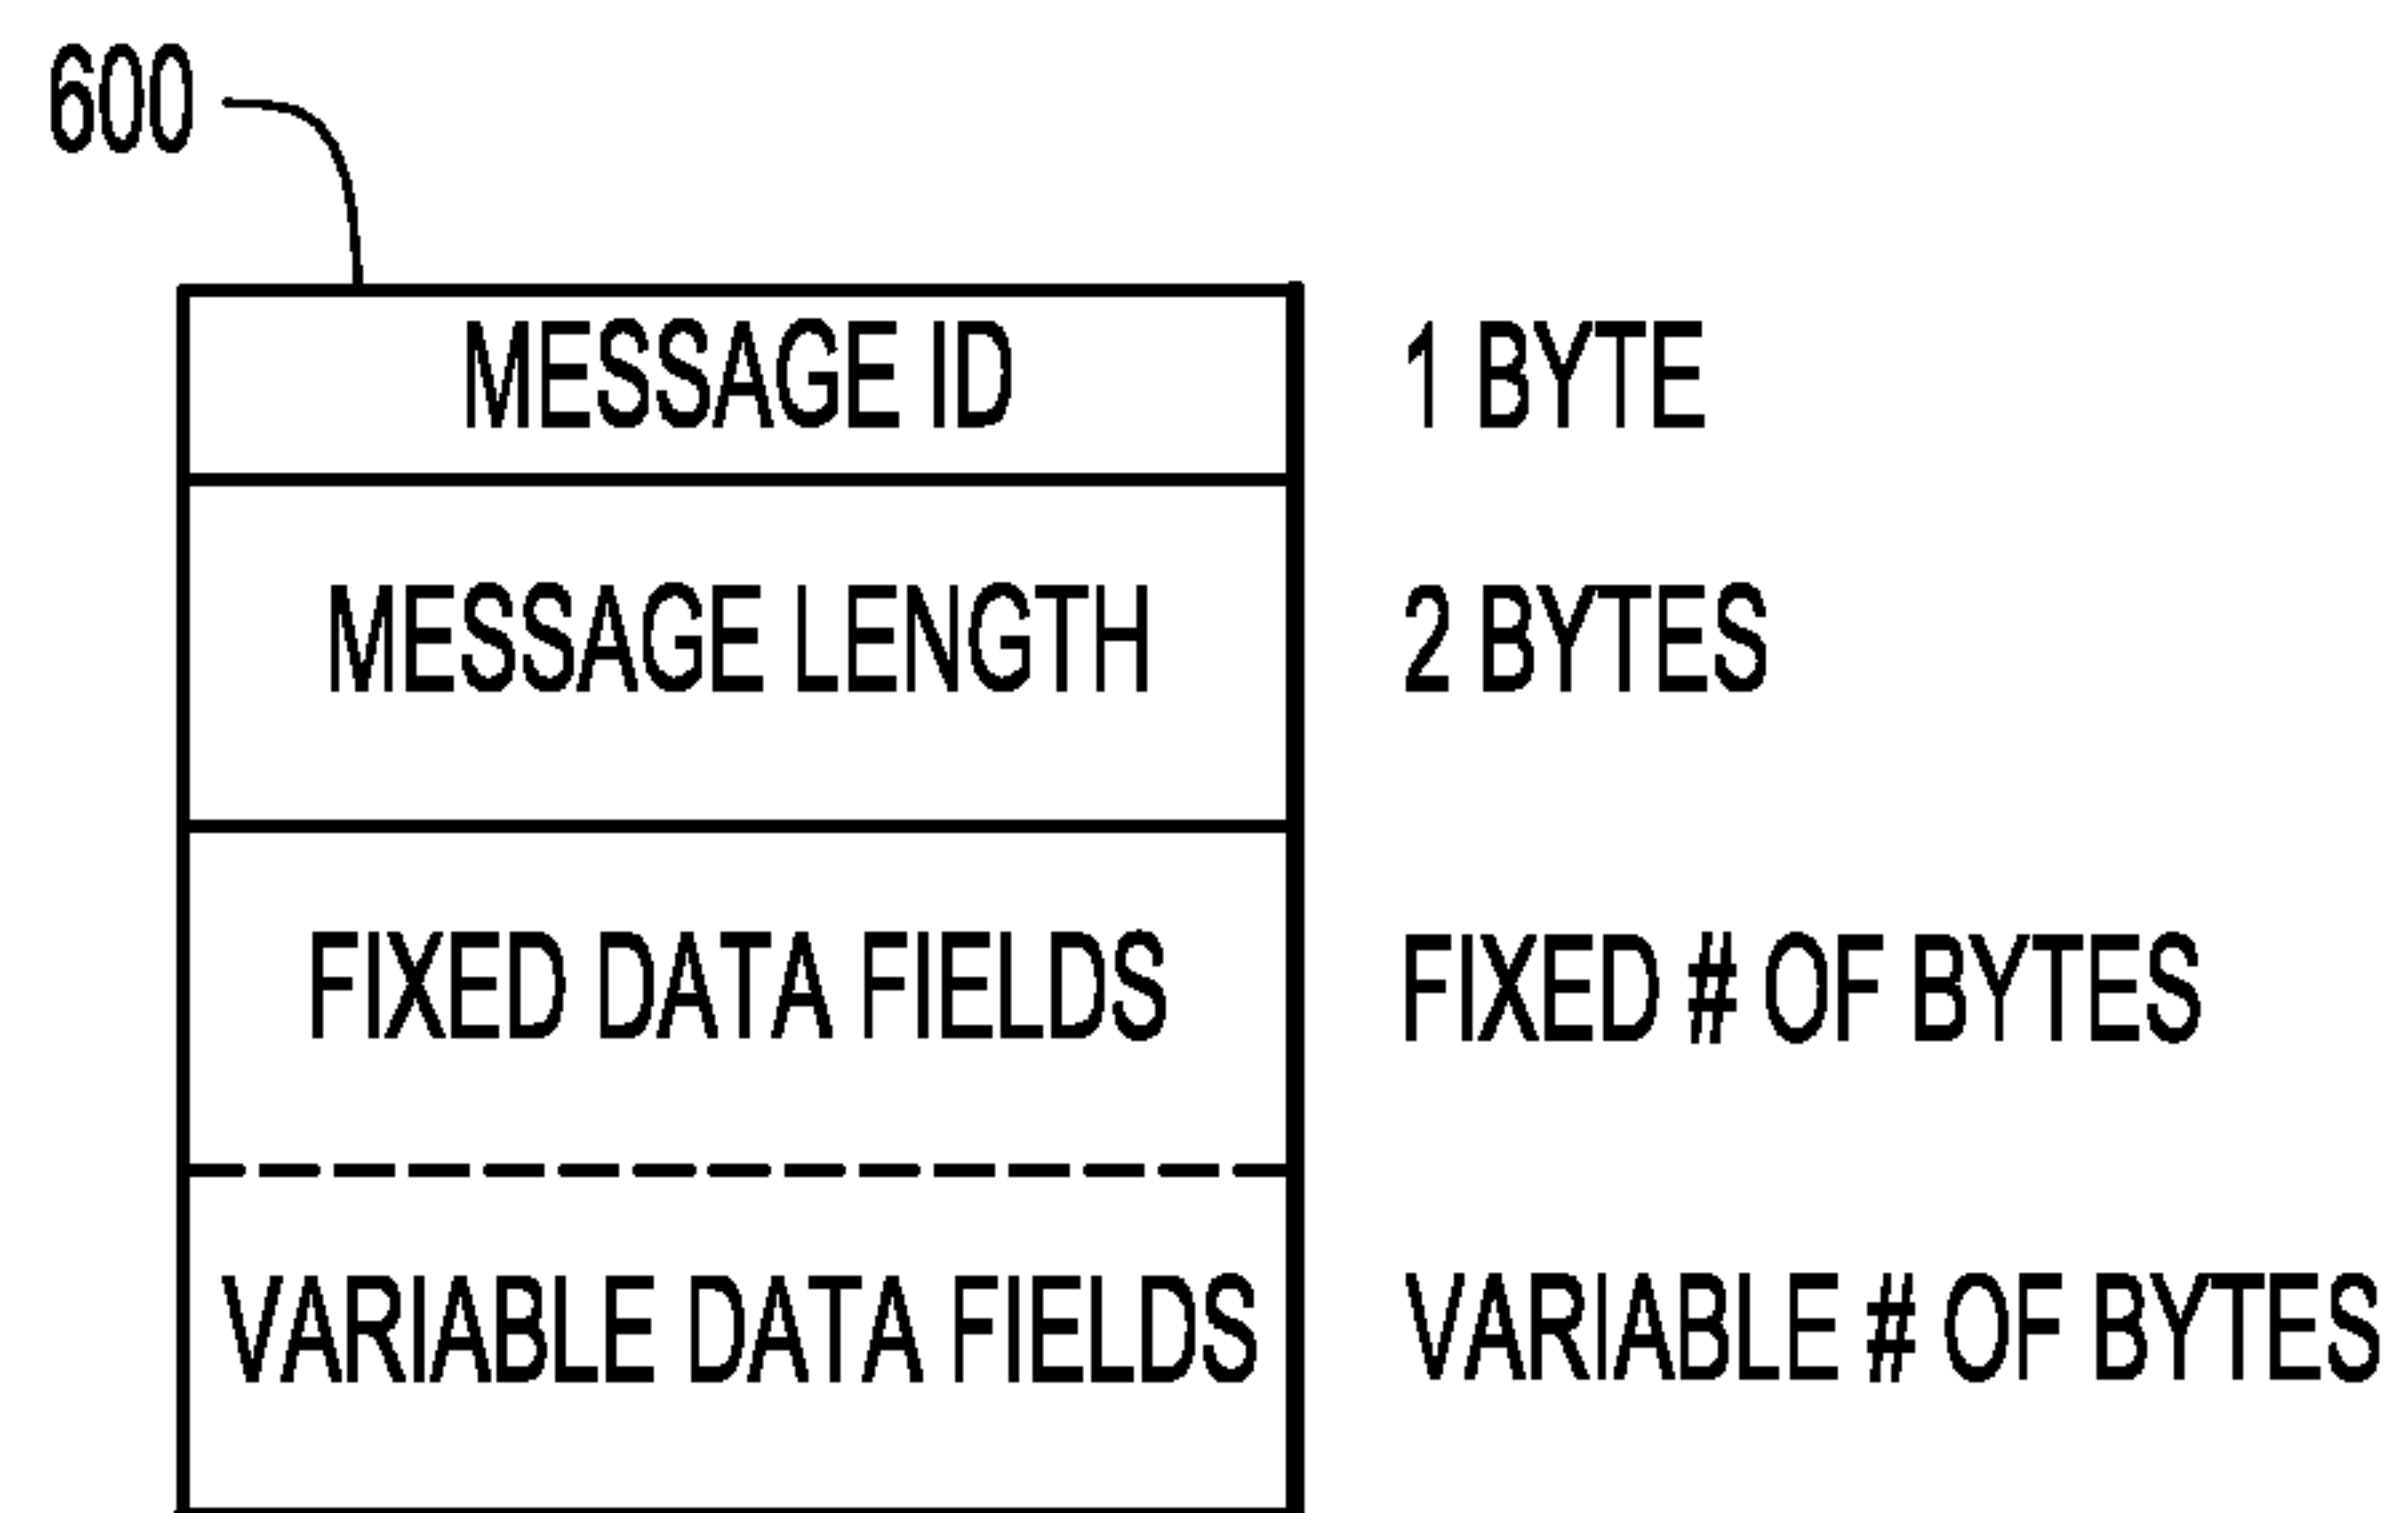 600
MESSAGE ID 1 BYTE
MESSAGE LENGTH 2 BYTES
FIXED DATA FIELDS FIXED # OF BYTES
VARIABLE DATA FIELDS VARIABLE # OF BYTES